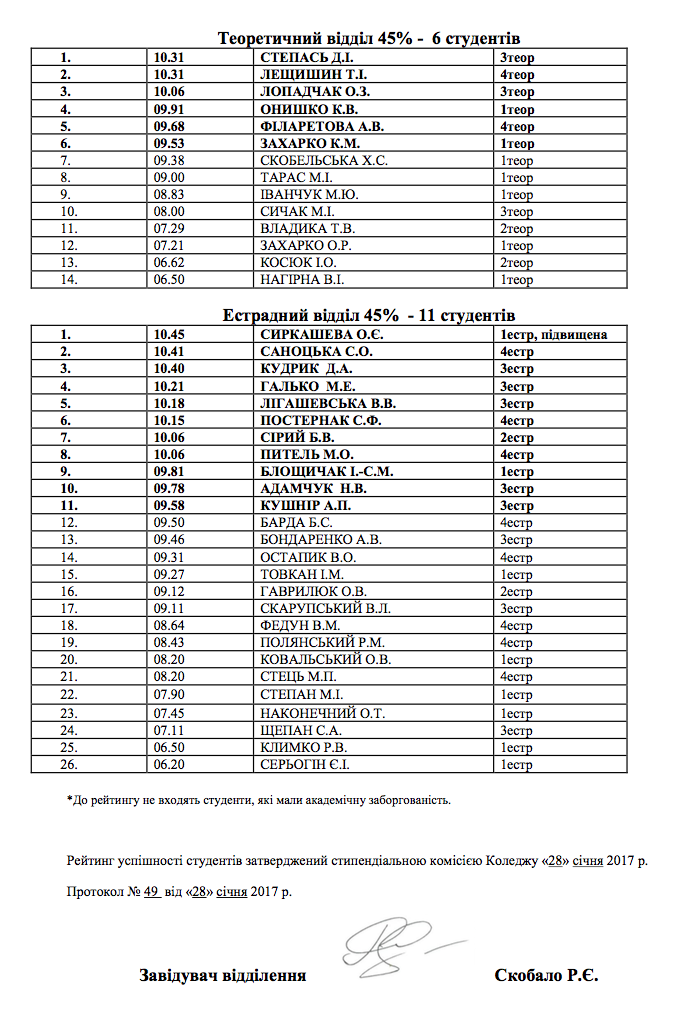 Теоретичний відділ 45% - 6 студентів
1. 10.31 СТЕПАСЬ Д.І. 3теор
2. 10.31 ЛЕЩИШИН Т.І. 4теор
3. 10.06 ЛОПАДЧАК О.З. 3теор
4. 09.91 ОНИШКО К.В. 1теор
5. 09.68 ФІЛАРЕТОВА А.В. 4теор
6. 09.53 ЗАХАРКО К.М. 1теор
7. 09.38 СКОБЕЛЬСЬКА Х.С. 1теор
8. 09.00 ТАРАС М.І. 1теор
9. 08.83 ІВАНЧУК М.Ю. 1теор
10. 08.00 СИЧАК М.І. 3теор
11. 07.29 ВЛАДИКА Т.В. 2теор
12. 07.21 ЗАХАРКО О.Р. 1теор
13. 06.62 КОСЮК І.О. 2теор
14. 06.50 НАГІРНА В.І. 1теор
Естрадний відділ 45% - 11 студентів
1. 10.45 СИРКАШЕВА О.Є. 1естр, підвищена
2. 10.41 САНОЦЬКА С.О. 4естр
3. 10.40 КУДРИК Д.А. 3естр
4. 10.21 ГАЛЬКО М.Е. 3естр
5. 10.18 ЛІГАШЕВСЬКА В.В. 3естр
6. 10.15 ПОСТЕРНАК С.Ф. 4естр
7. 10.06 СІРИЙ Б.В. 2естр
8. 10.06 ПИТЕЛЬ М.О. 4естр
9. 09.81 БЛОЩИЧАК І.-С.М. 1естр
10. 09.78 АДАМЧУК Н.В. 3естр
11. 09.58 КУШНІР А.П. 3естр
12. 09.50 БАРДА Б.С. 4естр
13. 09.46 БОНДАРЕНКО А.В. 3естр
14. 09.31 ОСТАПИК В.О. 4естр
15. 09.27 ТОВКАН І.М. 1естр
16. 09.12 ГАВРИЛЮК О.В. 2естр
17. 09.11 СКАРУПСЬКИЙ В.Л. 3естр
18. 08.64 ФЕДУН В.М. 4естр
19. 08.43 ПОЛЯНСЬКИЙ Р.М. 4естр
20. 08.20 КОВАЛЬСЬКИЙ О.В. 1естр
21. 08.20 СТЕЦЬ М.П. 4естр
22. 07.90 СТЕПАН М.І. 1естр
23. 07.45 НАКОНЕЧНИЙ О.Т. 1естр
24. 07.11 ЩЕПАН С.А. 3естр
25. 06.50 КЛИМКО Р.В. 1естр
26. 06.20 СЕРЬОГІН Є.І. 1естр
*До рейтингу не входять студенти, які мали академічну заборгованість.
Рейтинг успішності студентів затверджений стипендіальною комісією Коледжу «28» січня 2017 р.
Протокол № 49 від «28» січня 2017 р.
Завідувач відділення Скобало Р.Є.